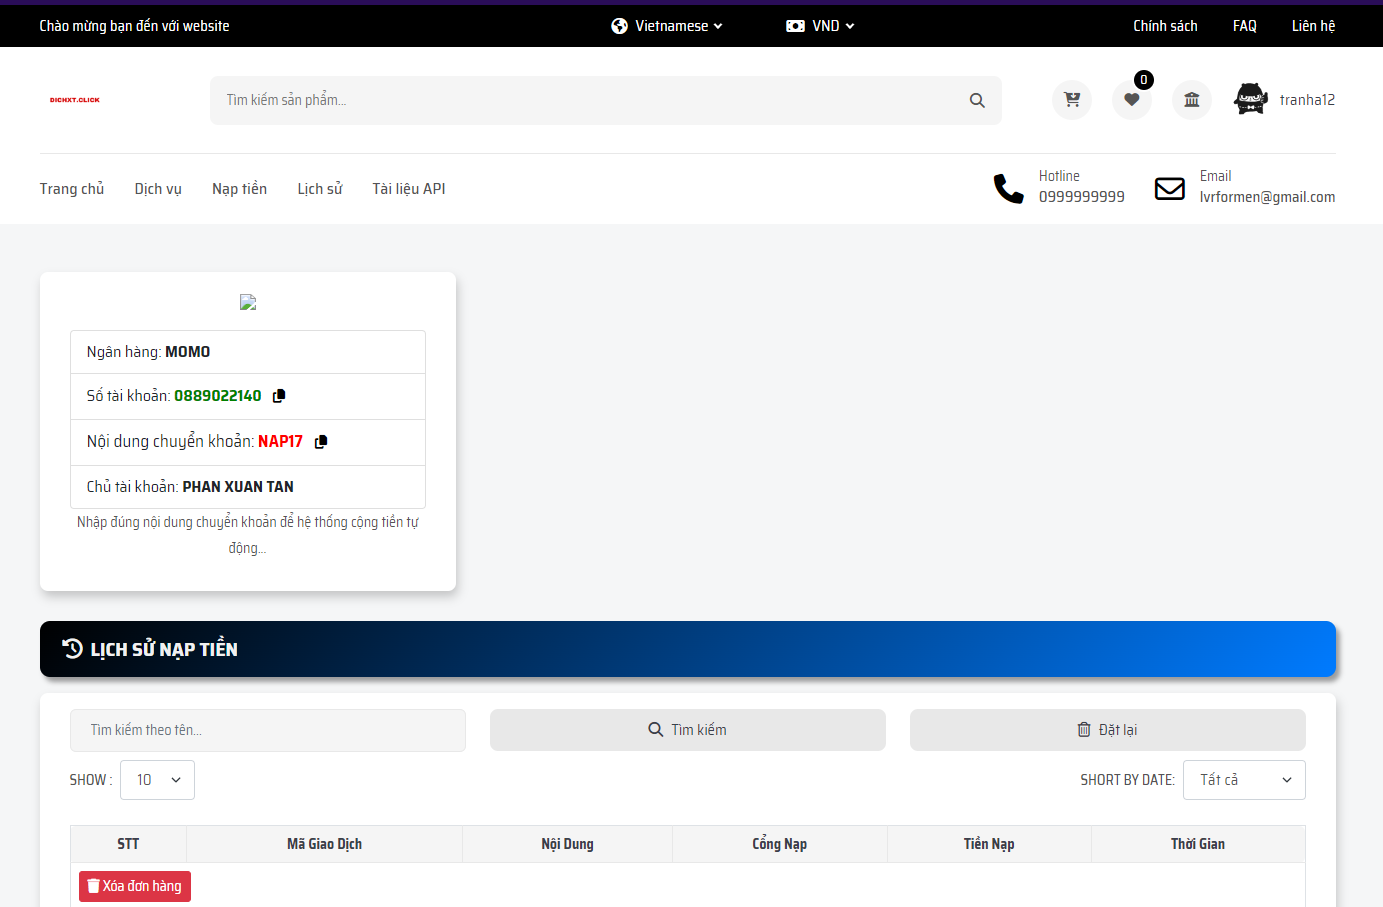 Chào mừng bạn đến với website
Vietnamese
VND
Chính sách
FAQ
Liên hệ
DICHXT.CLICK
Tìm kiếm sản phẩm...
0
tranha12
Trang chủ
Dịch vụ
Nạp tiền
Lịch sử
Tài liệu API
Hotline
0999999999
Email
lvrformen@gmail.com
Ngân hàng: MOMO
Số tài khoản: 0889022140
Nội dung chuyển khoản: NAP17
Chủ tài khoản: PHAN XUAN TAN
Nhập đúng nội dung chuyển khoản để hệ thống cộng tiền tự
động...
LỊCH SỬ NẠP TIỀN
Tìm kiếm theo tên...
Tìm kiếm
Đặt lại
SHOW :
10
SHORT BY DATE:
Tất cả
STT
Mã Giao Dịch
Nội Dung
Cổng Nạp
Tiền Nạp
Thời Gian
Xóa đơn hàng